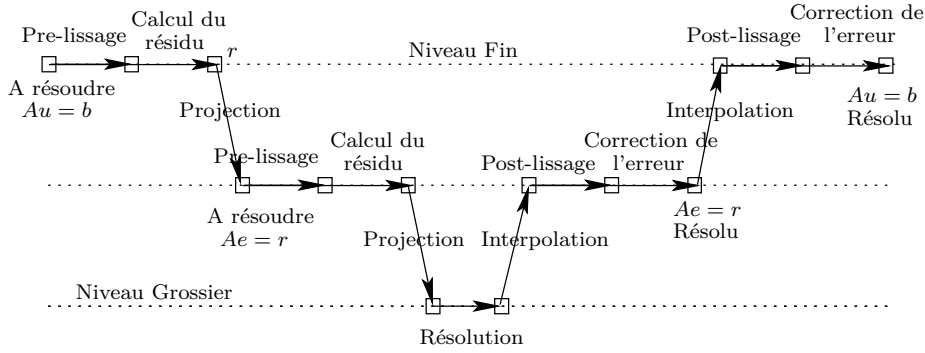 Pre-lissage
Calcul du
résidu
r
Niveau Fin
Post-lissage
Correction de
l'erreur
A résoudre
Au = b
Projection
Interpolation
Au = b
Résolu
Pre-lissage
Calcul du
résidu
Post-lissage
Correction de
l'erreur
A résoudre
Ae = r
Projection
Interpolation
Ae = r
Résolu
Niveau Grossier
Résolution